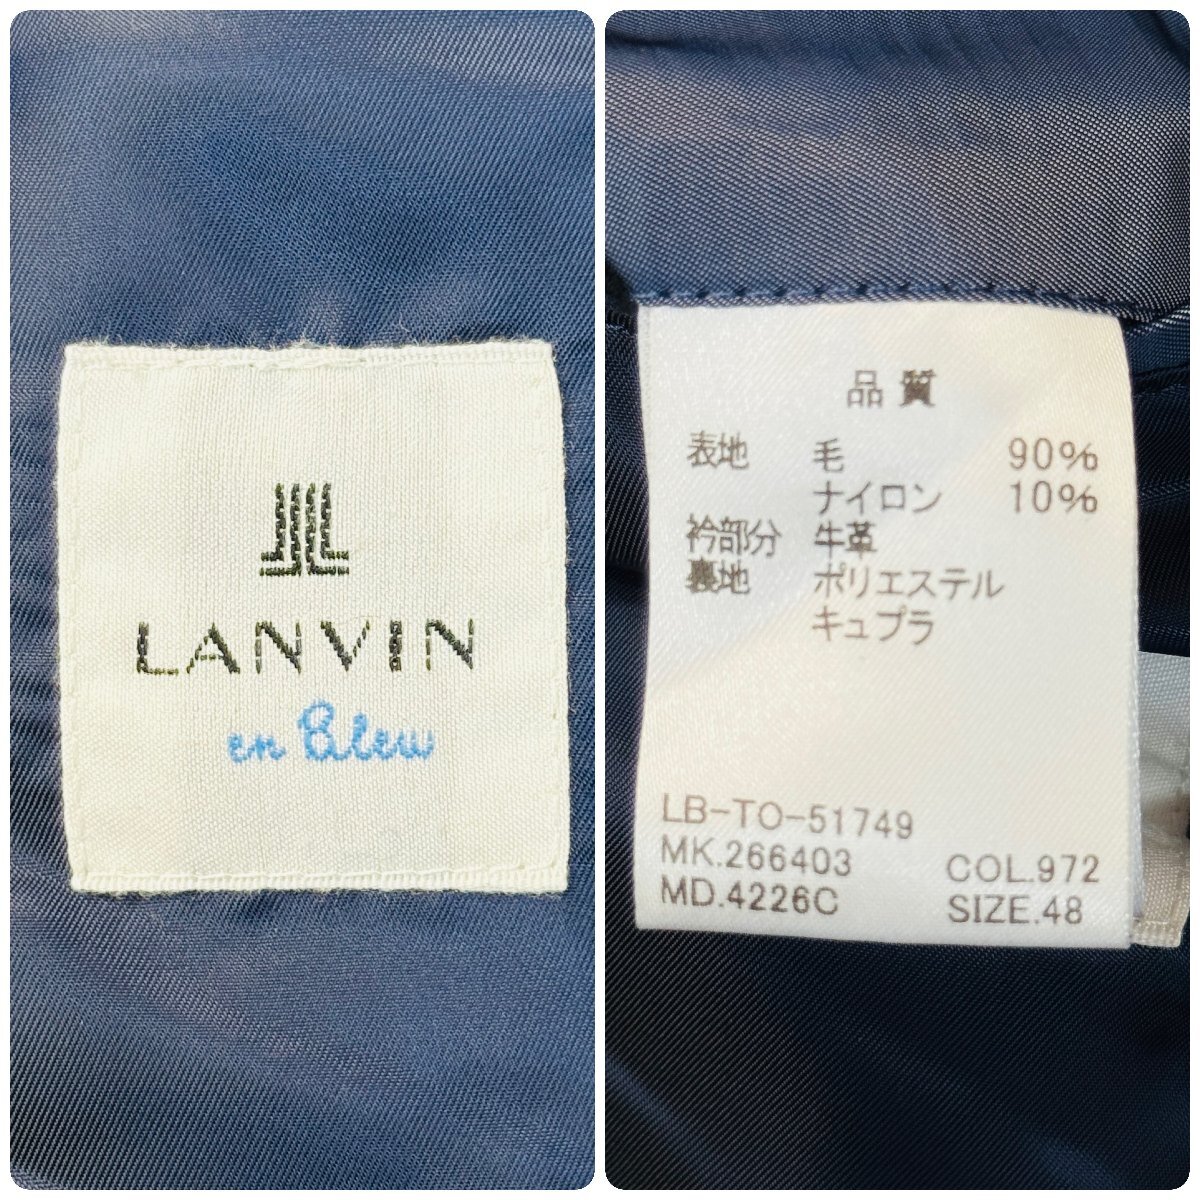 LANVIN
en Bleu
品質
表地 毛 90%
ナイロン 10%
衿部分 牛革
裏地 ポリエステル
キュプラ
LB-TO-51749
MK.266403 COL.972
MD.4226C SIZE.48